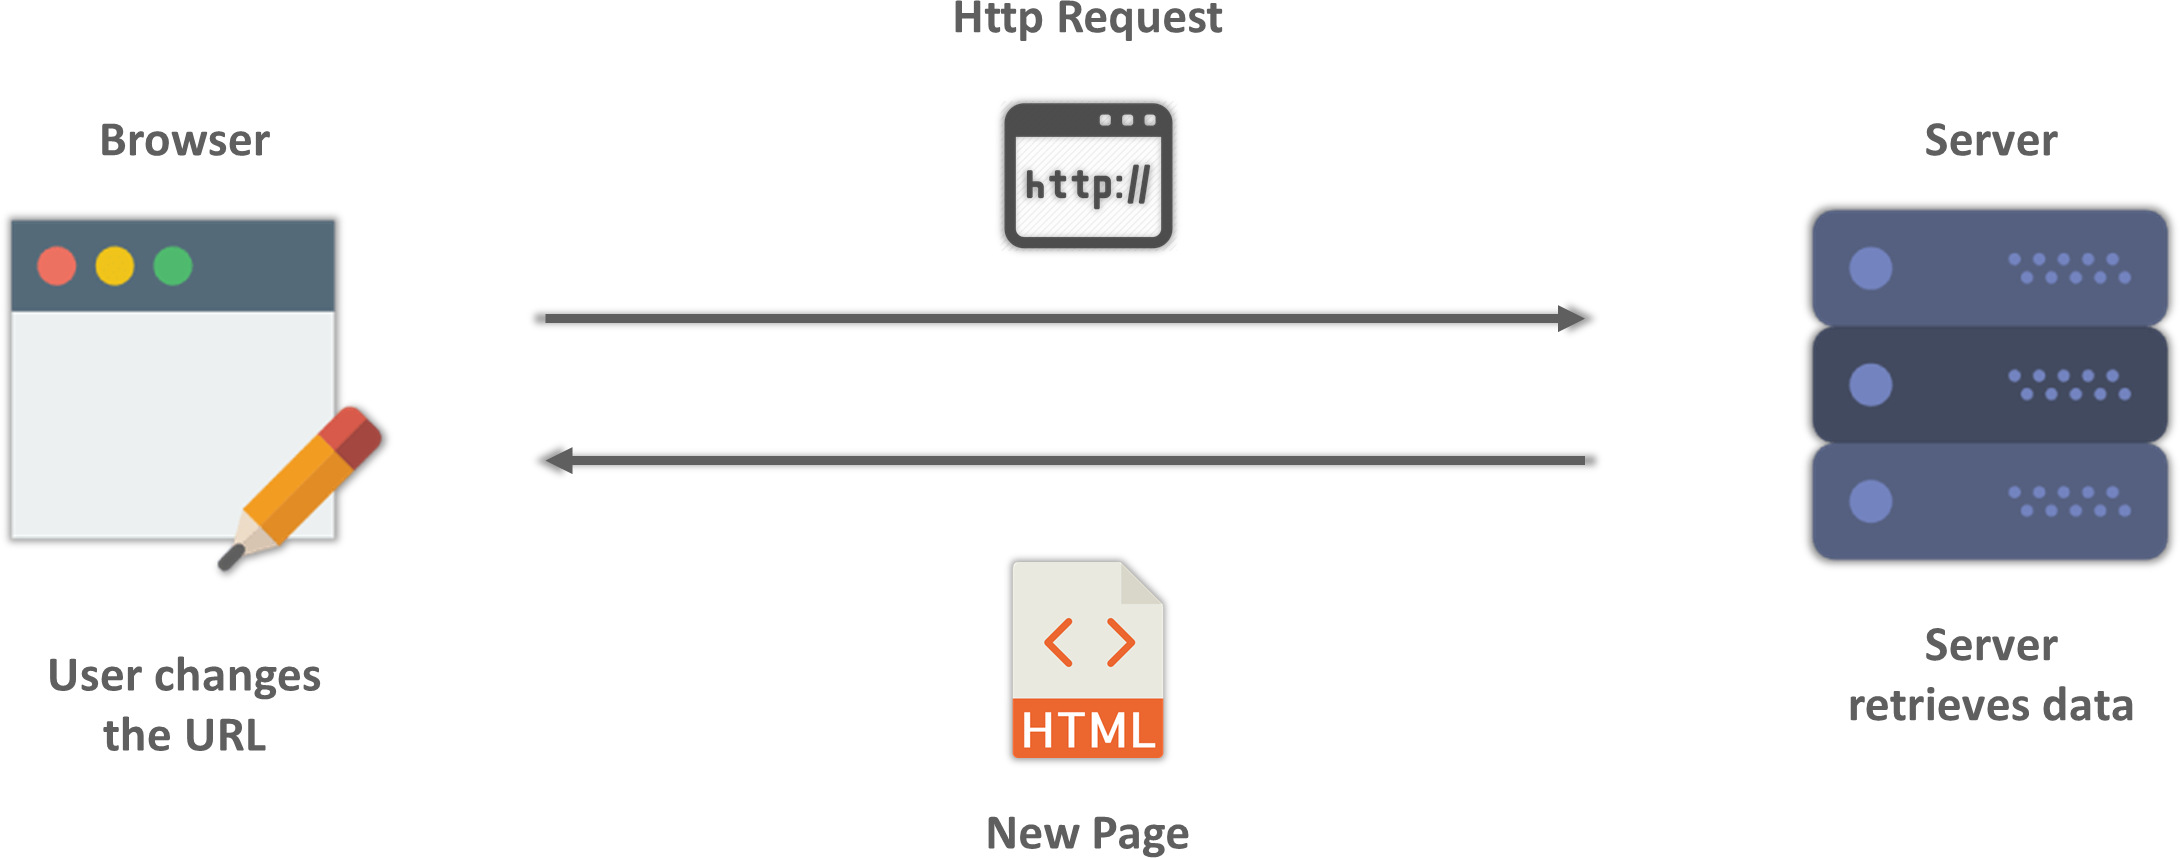 Http Request
http://
Browser
Server
User changes
the URL
HTML
New Page
Server
retrieves data